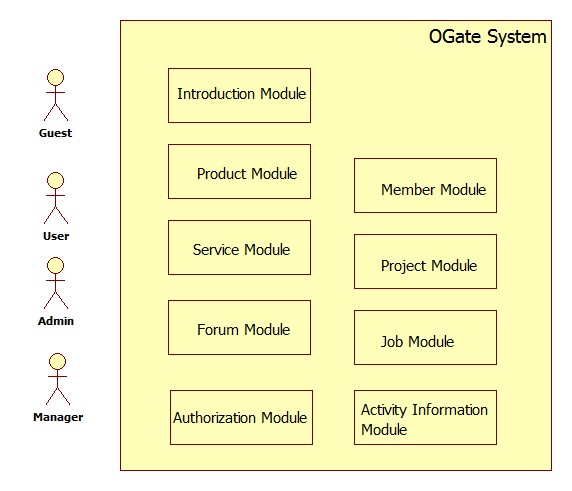 OGate System
Guest
User
Admin
Manager
Introduction Module
Product Module
Service Module
Forum Module
Authorization Module
Member Module
Project Module
Job Module
Activity Information
Module